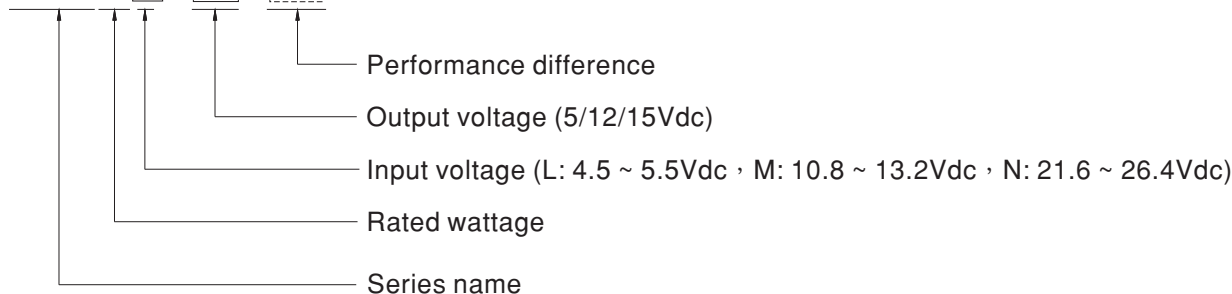 Performance difference
Output voltage (5/12/15Vdc)
Input voltage (L: 4.5 ~ 5.5Vdc，M: 10.8 ~ 13.2Vdc，N: 21.6 ~ 26.4Vdc)
Rated wattage
Series name